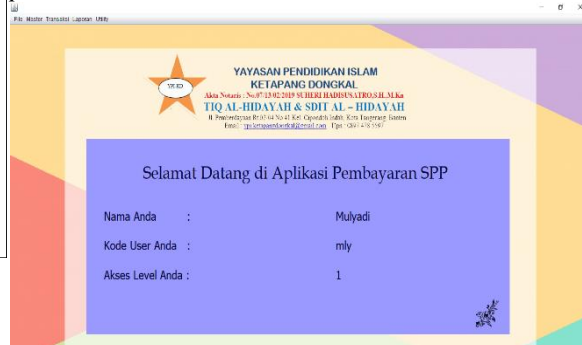 File Master Transaksi Laporan Utility
YAYASAN PENDIDIKAN ISLAM
KETAPANG DONGKAL
Akta Notaris : No.07-13 02/2019 SUHERI HADISUSATRO,S.H.,M.Kn
TIQ AL-HIDAYAH & SDIT AL – HIDAYAH
Selamat Datang di Aplikasi Pembayaran SPP
Nama Anda : Mulyadi
Kode User Anda : mly
Akses Level Anda : 1